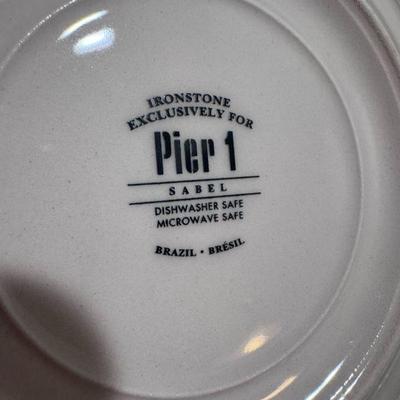 IRONSTONE
EXCLUSIVELY FOR
Pier 1
SABEL
DISHWASHER SAFE
MICROWAVE SAFE
BRAZIL • BRÉSIL